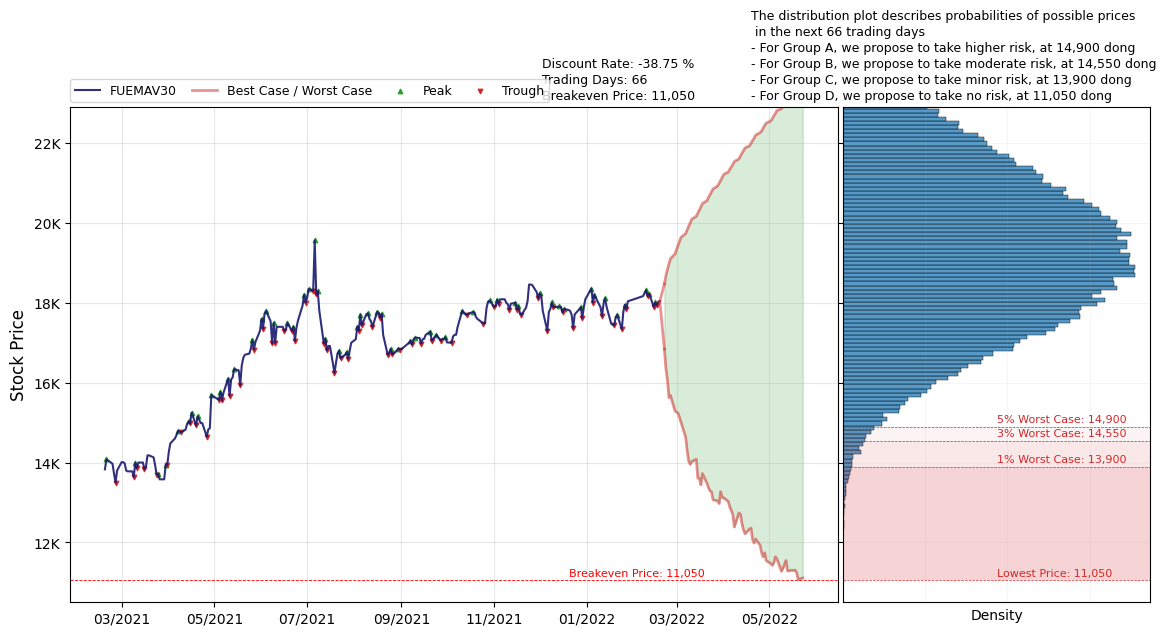 The distribution plot describes probabilities of possible prices
in the next 66 trading days
- For Group A, we propose to take higher risk, at 14,900 dong
- For Group B, we propose to take moderate risk, at 14,550 dong
- For Group C, we propose to take minor risk, at 13,900 dong
- For Group D, we propose to take no risk, at 11,050 dong
Discount Rate: -38.75 %
Trading Days: 66
Breakeven Price: 11,050
FUEMAV30
Best Case / Worst Case
Peak
Trough
Stock Price
22K
20K
18K
16K
14K
12K
5% Worst Case: 14,900
3% Worst Case: 14,550
1% Worst Case: 13,900
Breakeven Price: 11,050
Lowest Price: 11,050
03/2021
05/2021
07/2021
09/2021
11/2021
01/2022
03/2022
05/2022
Density